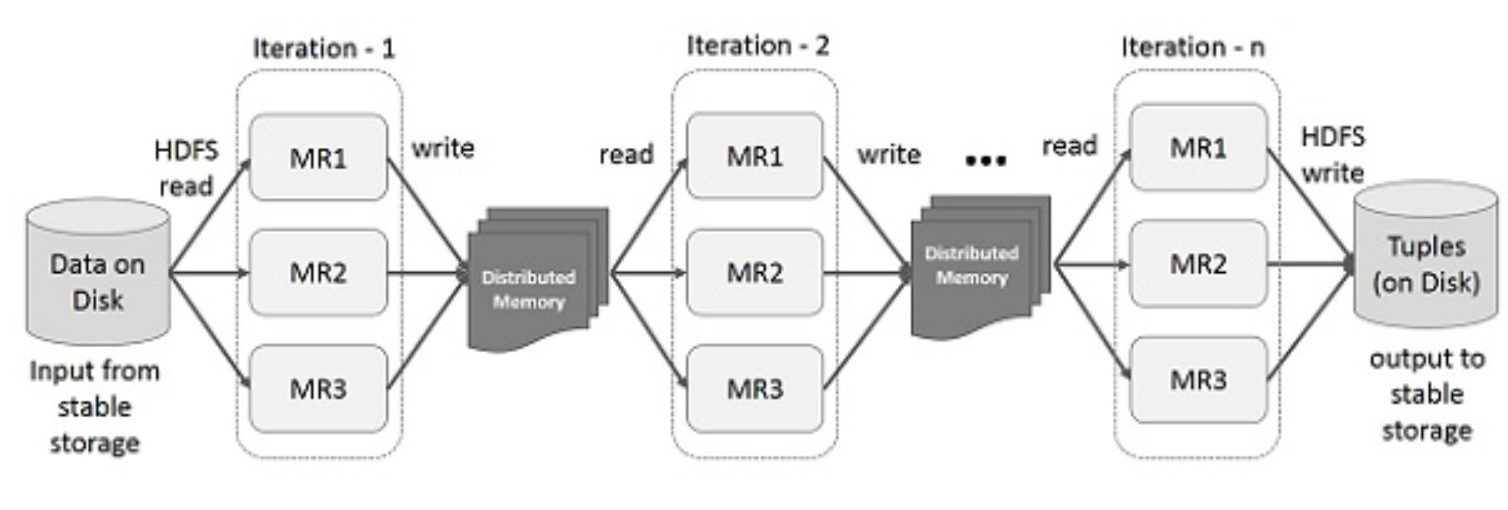 Iteration - 1
Iteration - 2
Iteration - n
HDFS
read
write
read
write
...
read
HDFS
write
MR1
MR2
MR3
MR1
MR2
MR3
MR1
MR2
MR3
Data on
Disk
Distributed
Memory
Distributed
Memory
Tuples
(on Disk)
Input from
stable
storage
output to
stable
storage